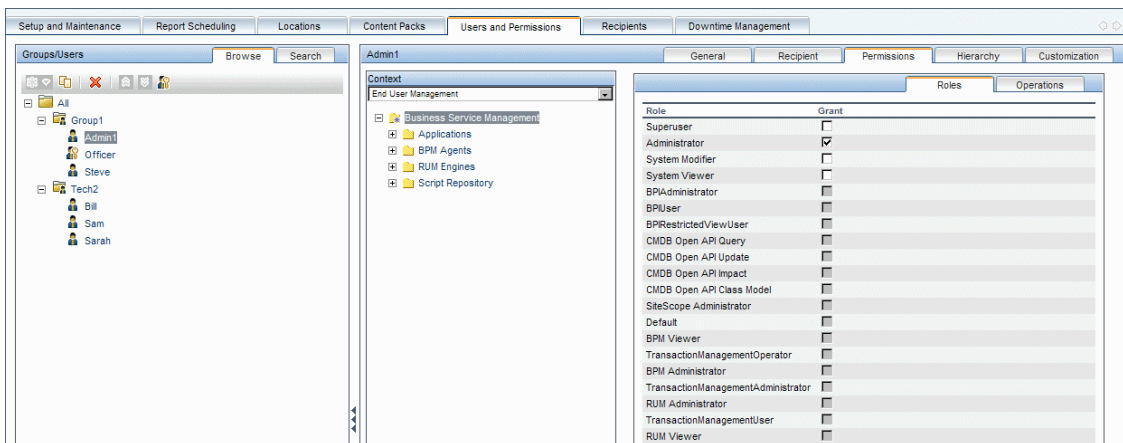 Setup and Maintenance Report Scheduling Locations Content Packs Users and Permissions Recipients Downtime Management
Groups/Users Browse Search
All
Group1
Admin1
Officer
Steve
Tech2
Bill
Sam
Sarah
Admin1 General Recipient Permissions Hierarchy Customization
Context
End User Management
Business Service Management
Applications
BPM Agents
RUM Engines
Script Repository
Roles Operations
Role Grant
Superuser
Administrator
System Modifier
System Viewer
BPIAdministrator
BPIUser
BPIRestrictedViewUser
CMDB Open API Query
CMDB Open API Update
CMDB Open API Impact
CMDB Open API Class Model
SiteScope Administrator
Default
BPM Viewer
TransactionManagementOperator
BPM Administrator
TransactionManagementAdministrator
RUM Administrator
TransactionManagementUser
RUM Viewer